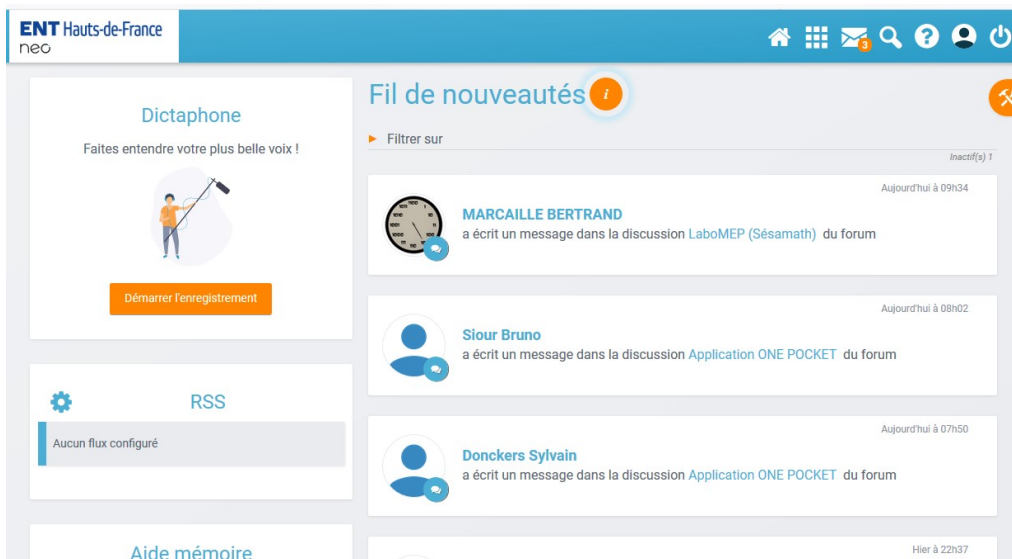 ENT Hauts-de-France
neo
3
Dictaphone
Faites entendre votre plus belle voix !
Démarrer l'enregistrement
RSS
Aucun flux configuré
Aide mémoire
Fil de nouveautés i
Filtrer sur
Inactif(s) 1
Aujourd'hui à 09h34
MARCAILLE BERTRAND
a écrit un message dans la discussion LaboMEP (Sésamath) du forum
Aujourd'hui à 08h02
Siour Bruno
a écrit un message dans la discussion Application ONE POCKET du forum
Aujourd'hui à 07h50
Donckers Sylvain
a écrit un message dans la discussion Application ONE POCKET du forum
Hier à 22h37